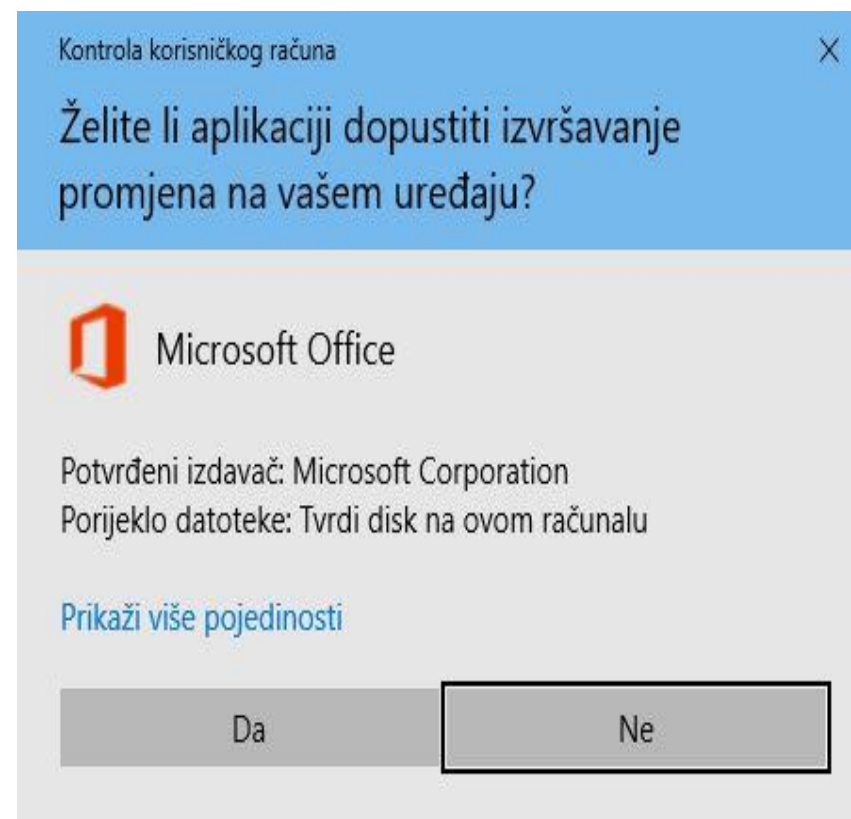 Kontrola korisničkog računa
Želite li aplikaciji dopustiti izvršavanje
promjena na vašem uređaju?
Microsoft Office
Potvrđeni izdavač: Microsoft Corporation
Porijeklo datoteke: Tvrdi disk na ovom računalu
Prikaži više pojedinosti
Da
Ne